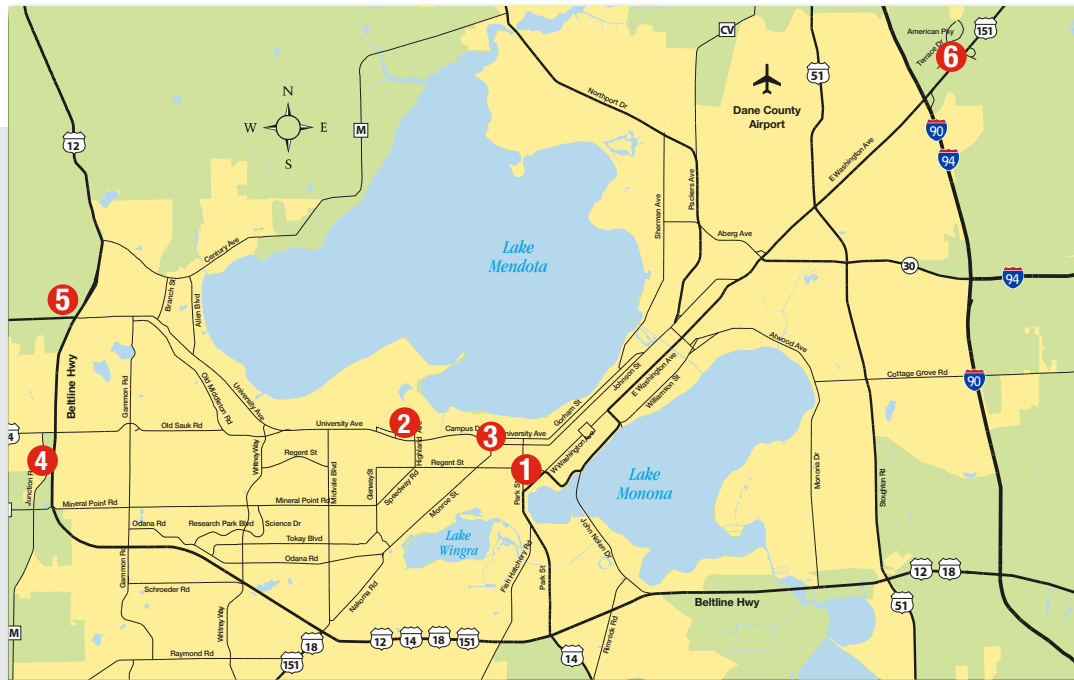 American Pky
151
Terrace Dr
6
CV
51
Northport Dr
Dane County
Airport
N
W
E
S
M
12
90
94
E Washington Ave
Packers Ave
Sherman Ave
Aberg Ave
Century Ave
Lake
Mendota
30
94
5
Branch St
Allen Blvd
Beltline Hwy
Gammon Rd
Old Middleton Rd
University Ave
Atwood Ave
Johnson St
E Washington Ave
Williamson St
Gorham St
Cottage Grove Rd
90
2
Highland Ave
Old Sauk Rd
University Ave
Campus D
3
University Ave
W Washington Ave
4
4
Junction R
Whitney Way
Regent St
Midvale Blvd
Glenway St
Speedway Rd
Regent St
Monroe St
1
Park St
Lake
Monona
Monona Dr
Stoughton Rd
Mineral Point Rd
Mineral Point Rd
Odana Rd
Research Park Blvd
Science Dr
Tokay Blvd
Odana Rd
Lake
Wingra
Fish Hatchery Rd
Park St
John Nolen Dr
Gammon Rd
Schroeder Rd
Whitney Way
Nakoma Rd
Rimrock Rd
Beltline Hwy
12
18
51
M
Raymond Rd
151
18
12
14
18
151
14